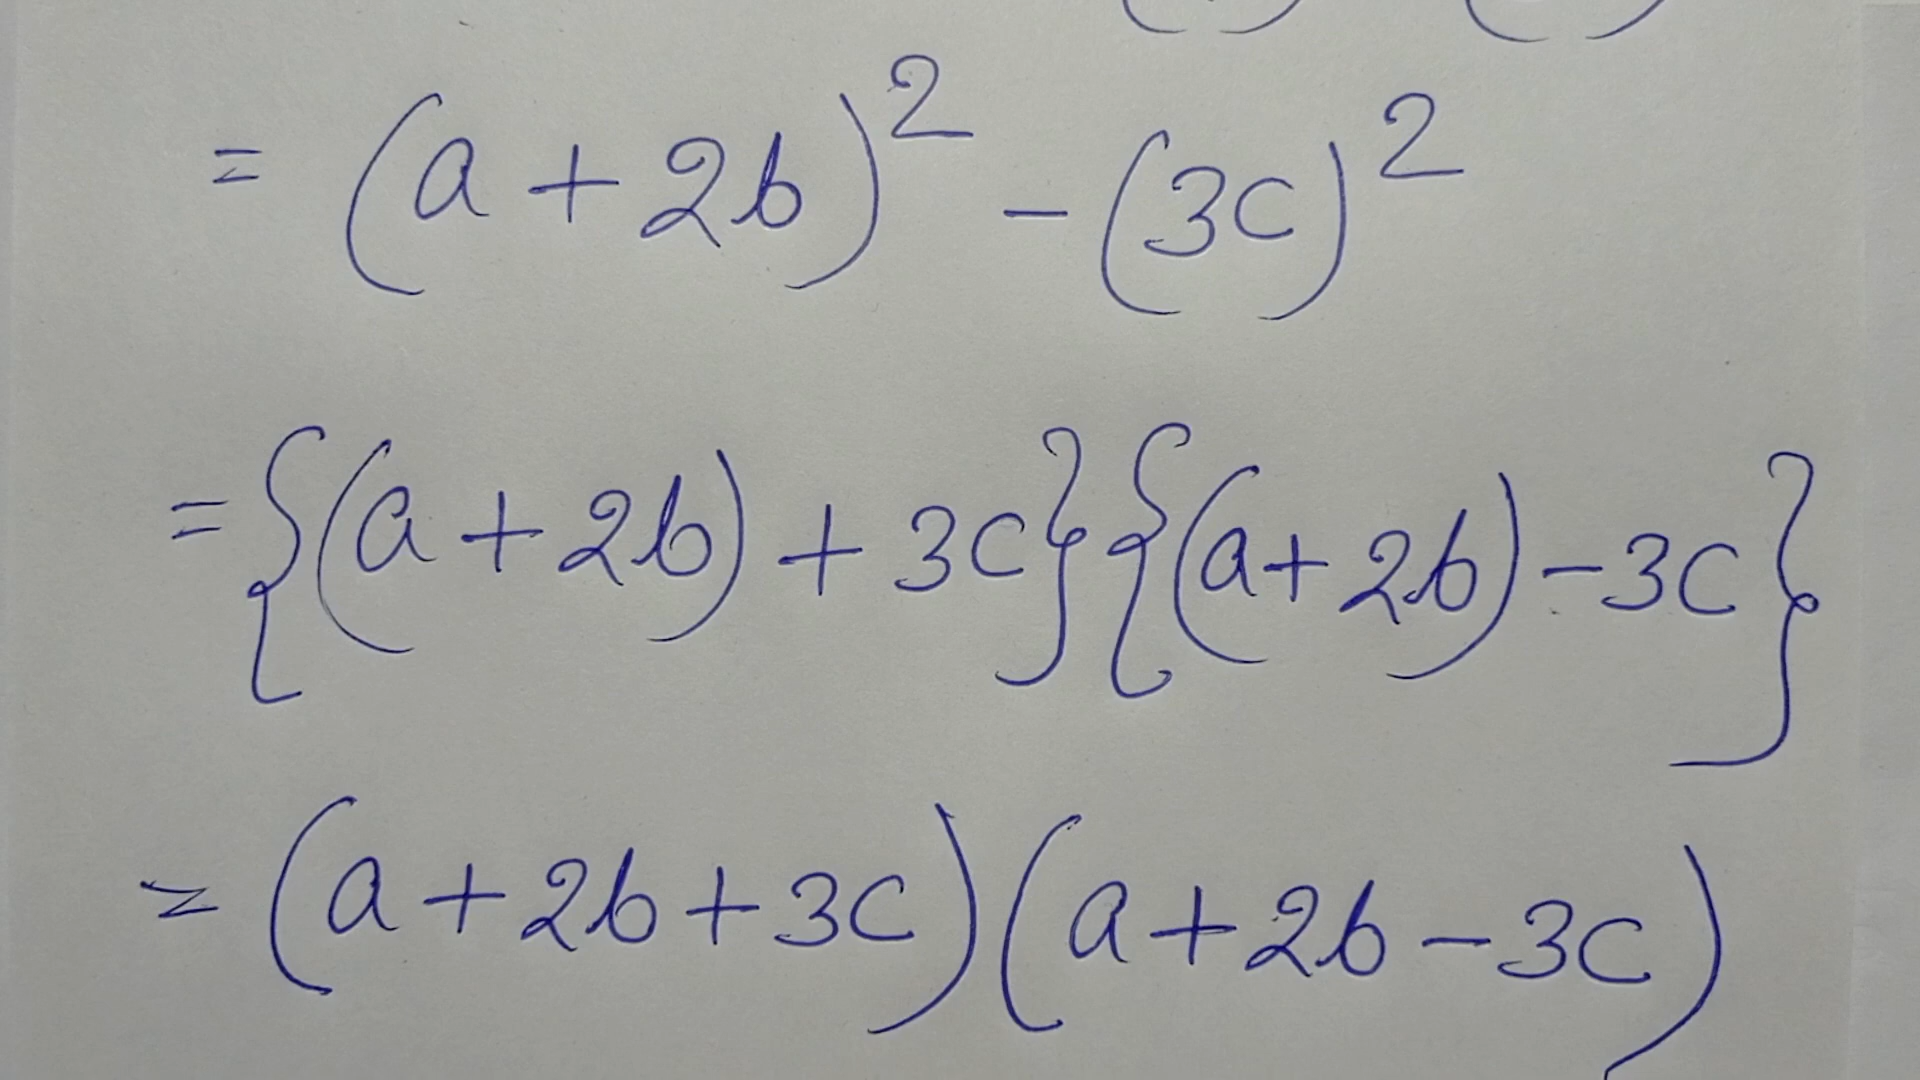 = (a + 2b)² - (3c)²
= {(a + 2b) + 3c} {(a + 2b) - 3c}
= (a + 2b + 3c) (a + 2b - 3c)